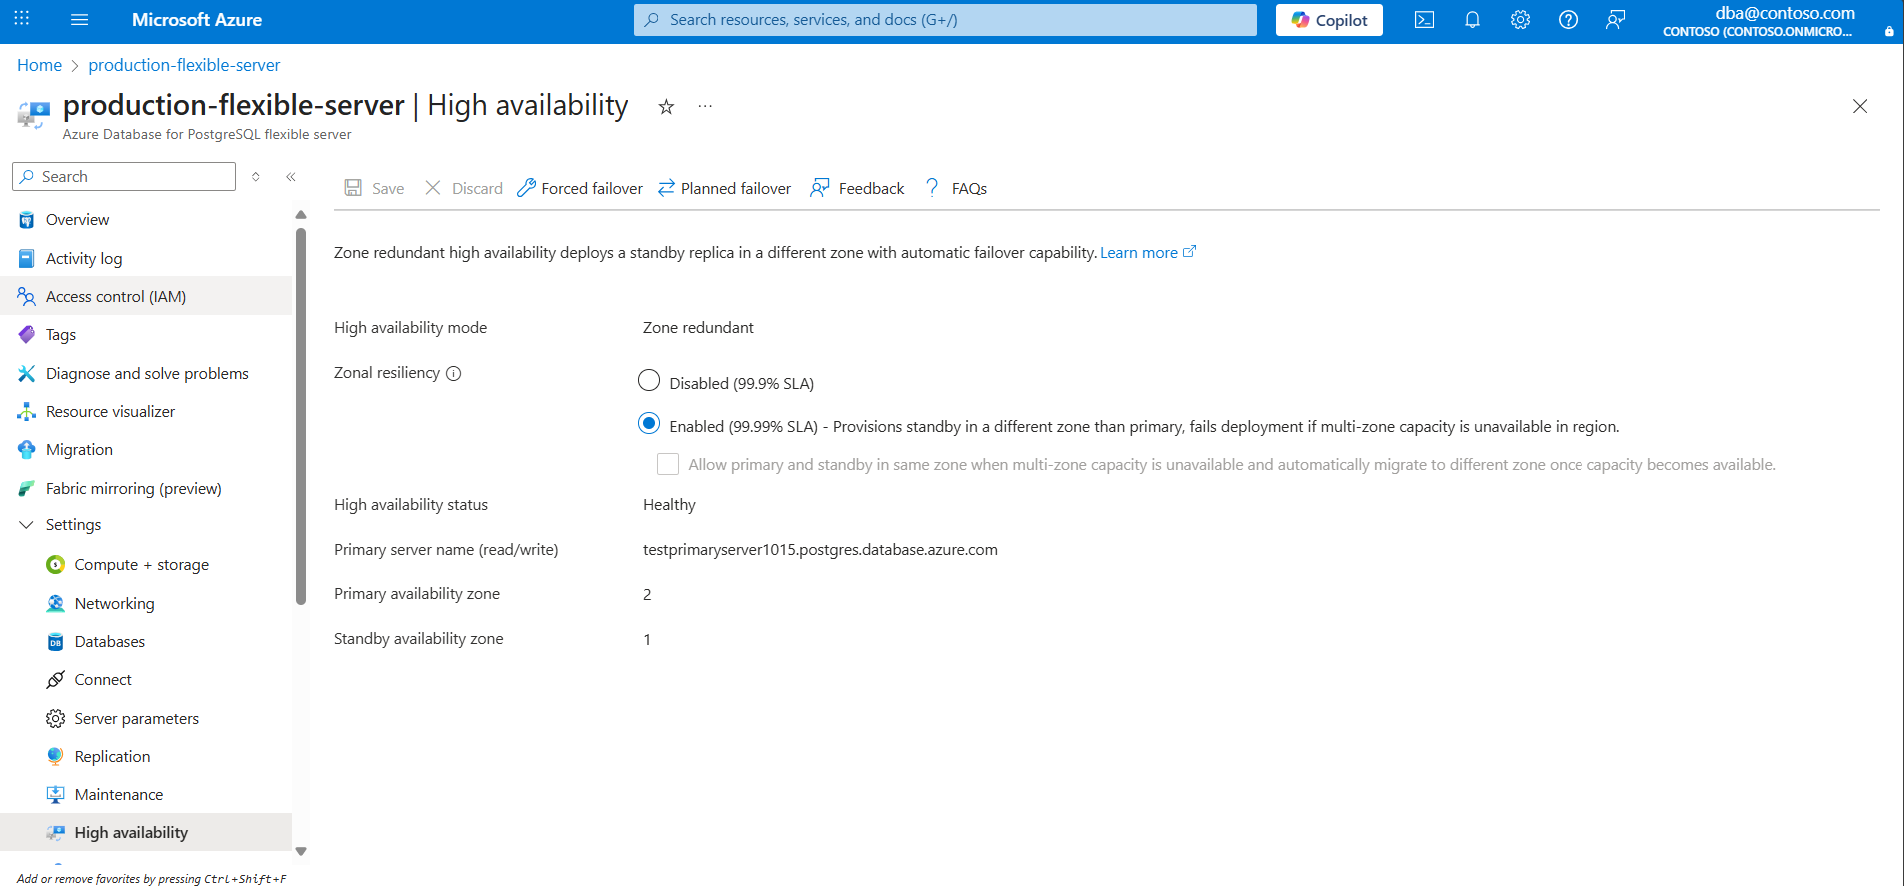 Microsoft Azure
Search resources, services, and docs (G+/)
Copilot
dba@contoso.com
CONTOSO (CONTOSO.ONMICRO...
Home > production-flexible-server
production-flexible-server | High availability
Azure Database for PostgreSQL flexible server
Search
Overview
Activity log
Access control (IAM)
Tags
Diagnose and solve problems
Resource visualizer
Migration
Fabric mirroring (preview)
Settings
Compute + storage
Networking
Databases
Connect
Server parameters
Replication
Maintenance
High availability
Add or remove favorites by pressing Ctrl+Shift+F
Save Discard Forced failover Planned failover Feedback FAQs
Zone redundant high availability deploys a standby replica in a different zone with automatic failover capability. Learn more
High availability mode Zone redundant
Zonal resiliency
Disabled (99.9% SLA)
Enabled (99.99% SLA) - Provisions standby in a different zone than primary, fails deployment if multi-zone capacity is unavailable in region.
Allow primary and standby in same zone when multi-zone capacity is unavailable and automatically migrate to different zone once capacity becomes available.
High availability status Healthy
Primary server name (read/write) testprimaryserver1015.postgres.database.azure.com
Primary availability zone 2
Standby availability zone 1